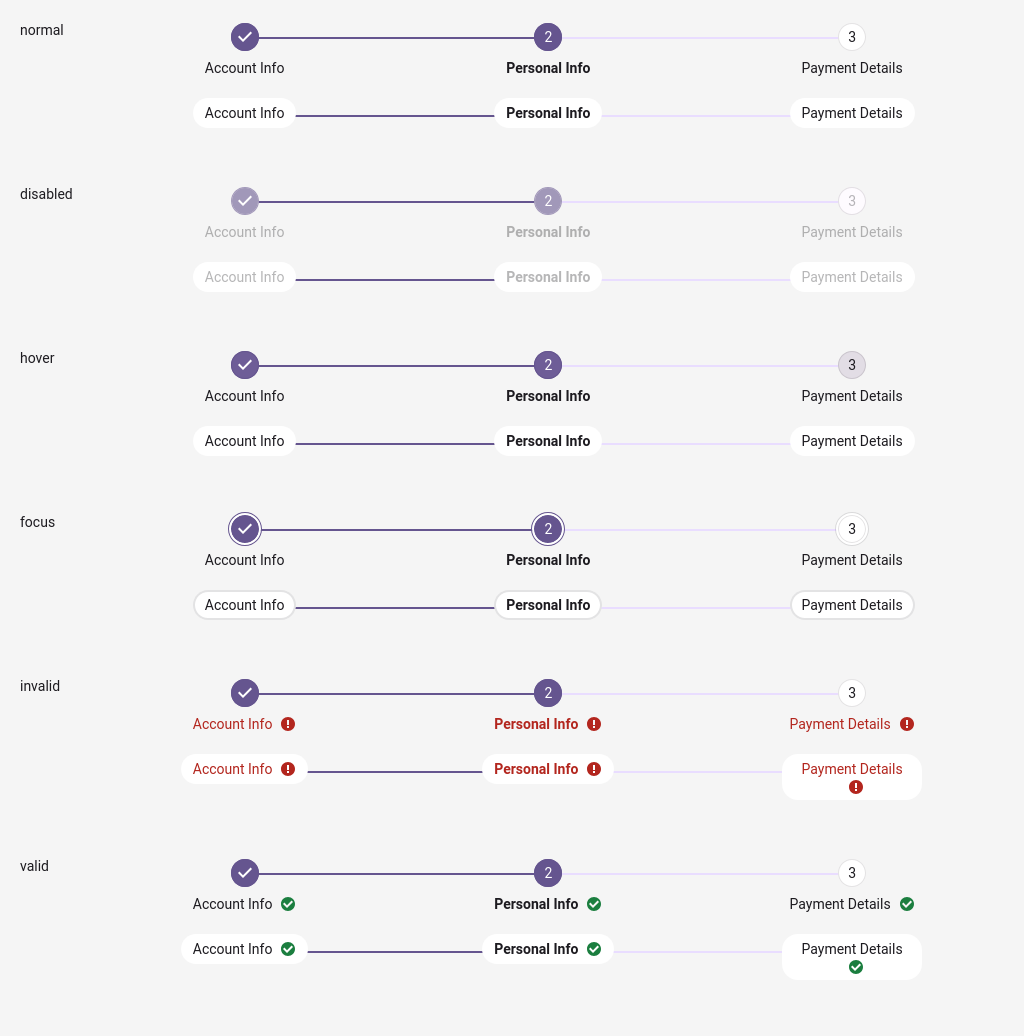 normal
2
3
Account Info
Personal Info
Payment Details
Account Info
Personal Info
Payment Details
disabled
2
3
Account Info
Personal Info
Payment Details
Account Info
Personal Info
Payment Details
hover
2
3
Account Info
Personal Info
Payment Details
Account Info
Personal Info
Payment Details
focus
2
3
Account Info
Personal Info
Payment Details
Account Info
Personal Info
Payment Details
invalid
2
3
Account Info
Personal Info
Payment Details
Account Info
Personal Info
Payment Details
valid
2
3
Account Info
Personal Info
Payment Details
Account Info
Personal Info
Payment Details